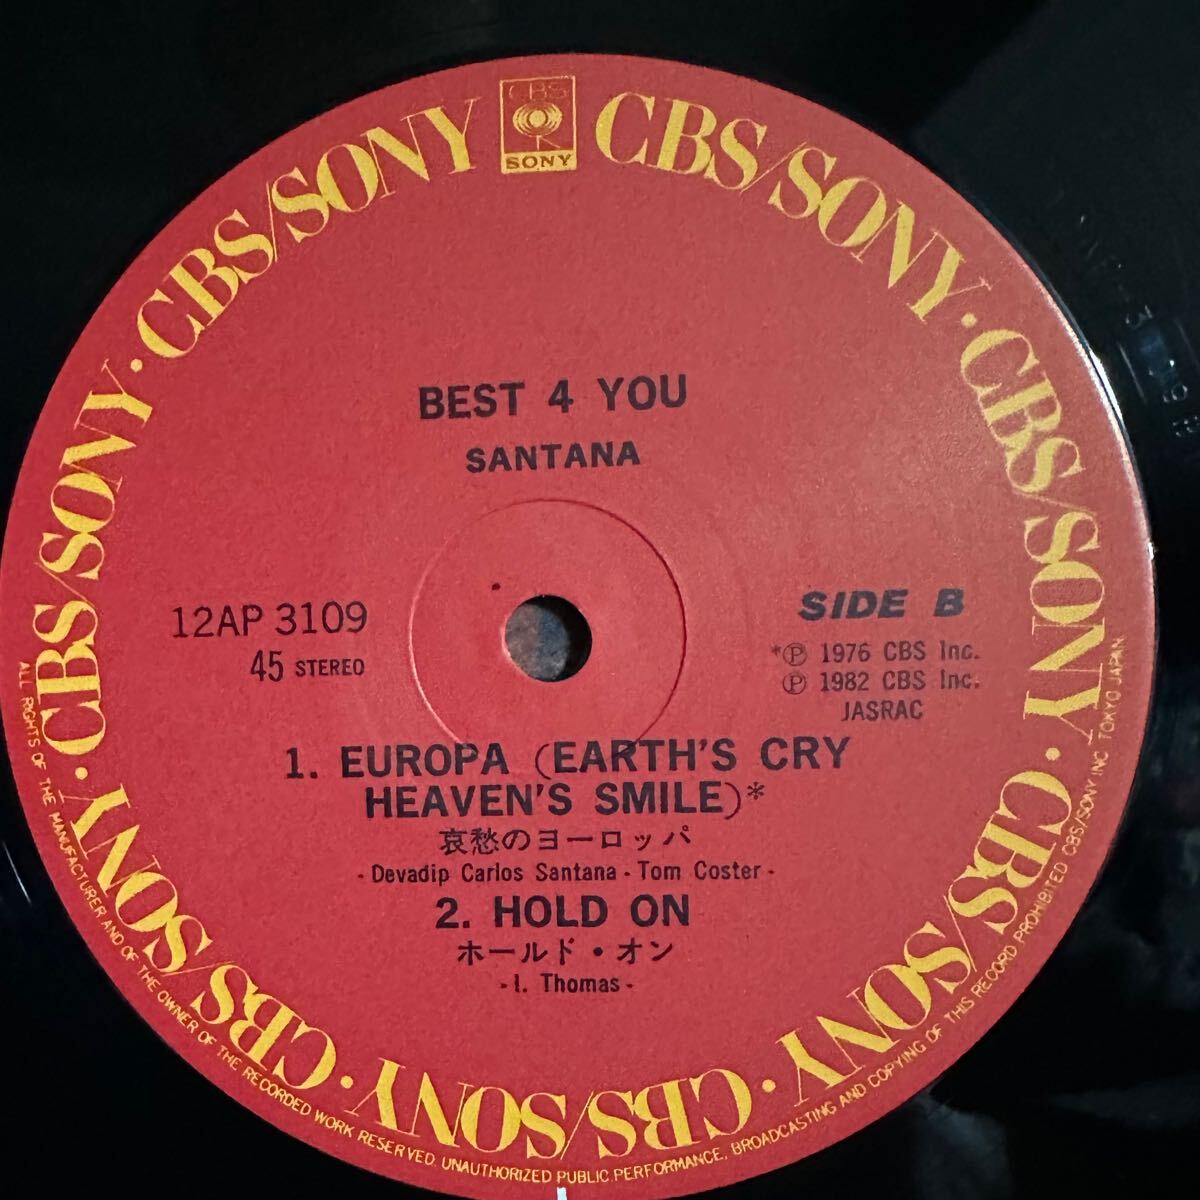 CBS
SONY
CBS/SONY · CBS/SONY · CBS/SONY · CBS/SONY · CBS/SONY · CBS/SONY · CBS/SONY · CBS/SONY · CBS/SONY
BEST 4 YOU
SANTANA
12AP 3109
45 STEREO
SIDE B
*Ⓟ 1976 CBS Inc.
Ⓟ 1982 CBS Inc.
JASRAC
1. EUROPA (EARTH'S CRY
HEAVEN'S SMILE)*
哀愁のヨーロッパ
- Devadip Carlos Santana - Tom Coster -
2. HOLD ON
ホールド・オン
- I. Thomas -
ALL RIGHTS OF THE MANUFACTURER AND OF THE OWNER OF THE RECORDED WORK RESERVED. UNAUTHORIZED PUBLIC PERFORMANCE, BROADCASTING AND COPYING OF THIS RECORD PROHIBITED CBS/SONY INC TOKYO JAPAN